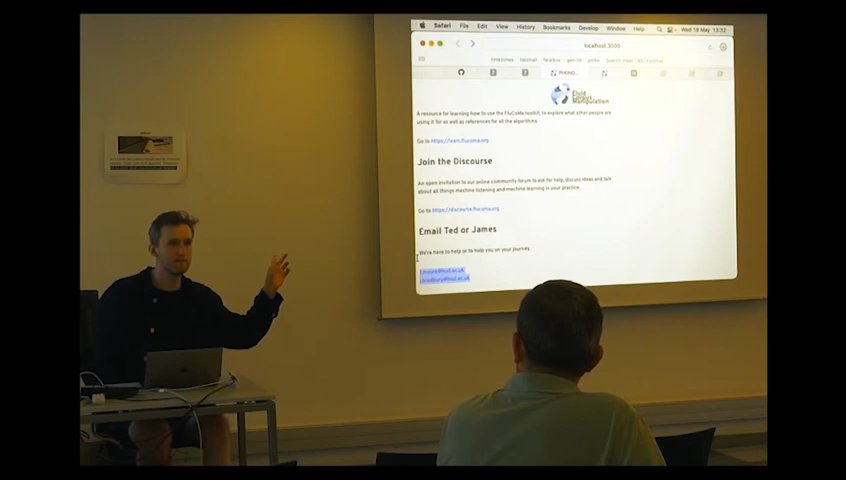 Safari File Edit View History Bookmarks Develop Window Help Wed 18 May 13:32
localhost:3000
PHONO...
Fluid
Corpus
Manipulation
A resource for learning how to use the FluCoMa toolkit, to explore what other people are
using it for as well as references for all the algorithms.
Go to https://learn.flucoma.org
Join the Discourse
An open invitation to our online community forum to ask for help, discuss ideas and talk
about all things machine listening and machine learning in your practice.
Go to https://discourse.flucoma.org
Email Ted or James
We're here to help or to help you on your journey.